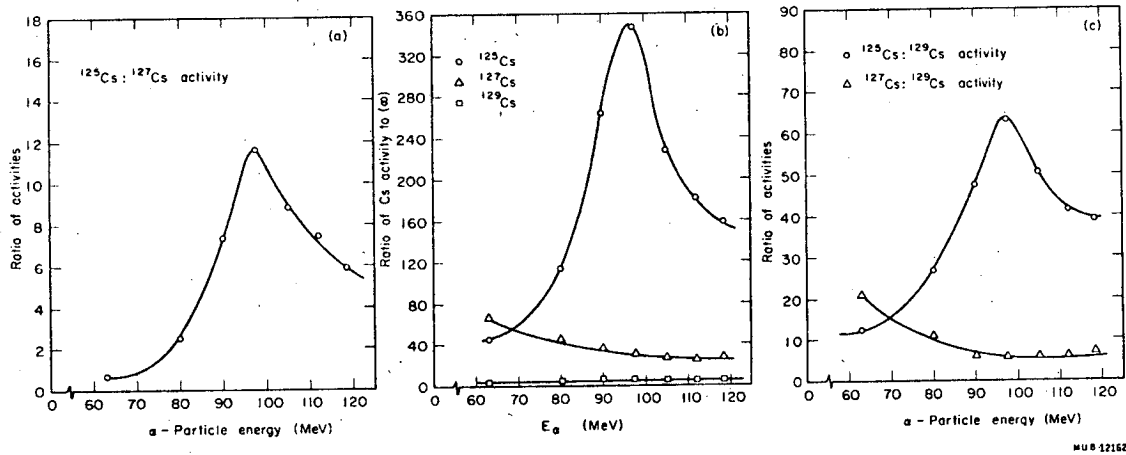 (a)
¹²⁵Cs : ¹²⁷Cs activity
Ratio of activities
18
16
14
12
10
8
6
4
2
0
60 70 80 90 100 110 120
α - Particle energy (MeV)
(b)
○ ¹²⁵Cs
△ ¹²⁷Cs
□ ¹²⁹Cs
Ratio of Cs activity to (∞)
360
320
280
240
200
160
120
80
40
0
60 70 80 90 100 110 120
Eα (MeV)
(c)
○ ¹²⁵Cs : ¹²⁹Cs activity
△ ¹²⁷Cs : ¹²⁹Cs activity
Ratio of activities
90
80
70
60
50
40
30
20
10
0
60 70 80 90 100 110 120
α - Particle energy (MeV)
MUB-12162